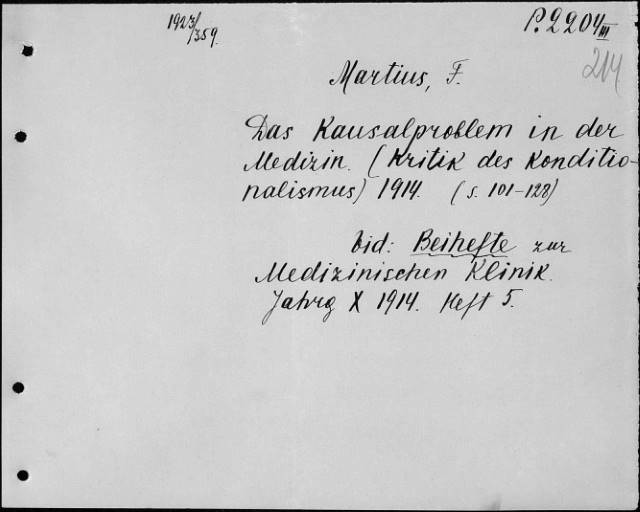 1923/359.
P. 2204 III
214
Martius, F.
Das Kausalproblem in der
Medizin. (Kritik des Konditio-
nalismus) 1914. (S. 101-128)
Vid: Beihefte zur
Medizinischen Klinik.
Jahrg X 1914. Heft 5.